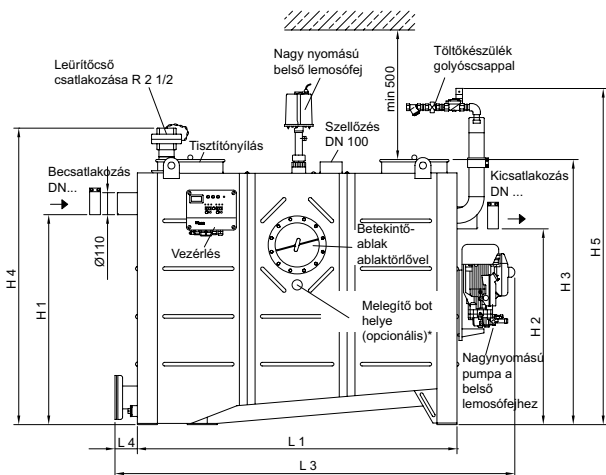 Leürítőcső
csatlakozása R 2 1/2
Nagy nyomású
belső lemosófej
min 500
Töltőkészülék
golyóscsappal
Tisztítónyílás
Szellőzés
DN 100
Becsatlakozás
DN...
Kicsatlakozás
DN ...
Vezérlés
Betekintő-
ablak
ablaktörlővel
Ø110
Melegítő bot
helye
(opcionális)*
Nagynyomású
pumpa a
belső
lemosófejhez
H 4
H 1
H 2
H 3
H 5
L 4
L 1
L 3